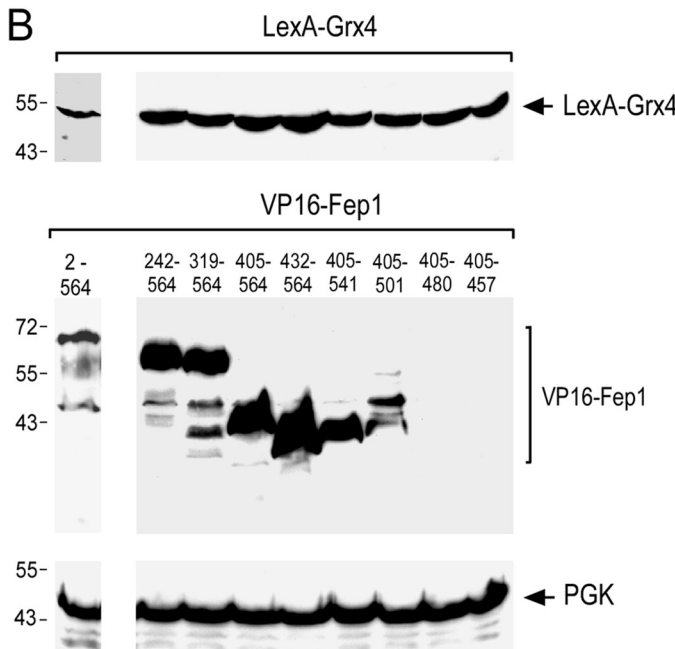 B
LexA-Grx4
55-
43-
LexA-Grx4
VP16-Fep1
2 - 242- 319- 405- 432- 405- 405- 405- 405-
564 564 564 564 564 541 501 480 457
72-
55-
43-
VP16-Fep1
55-
43-
PGK